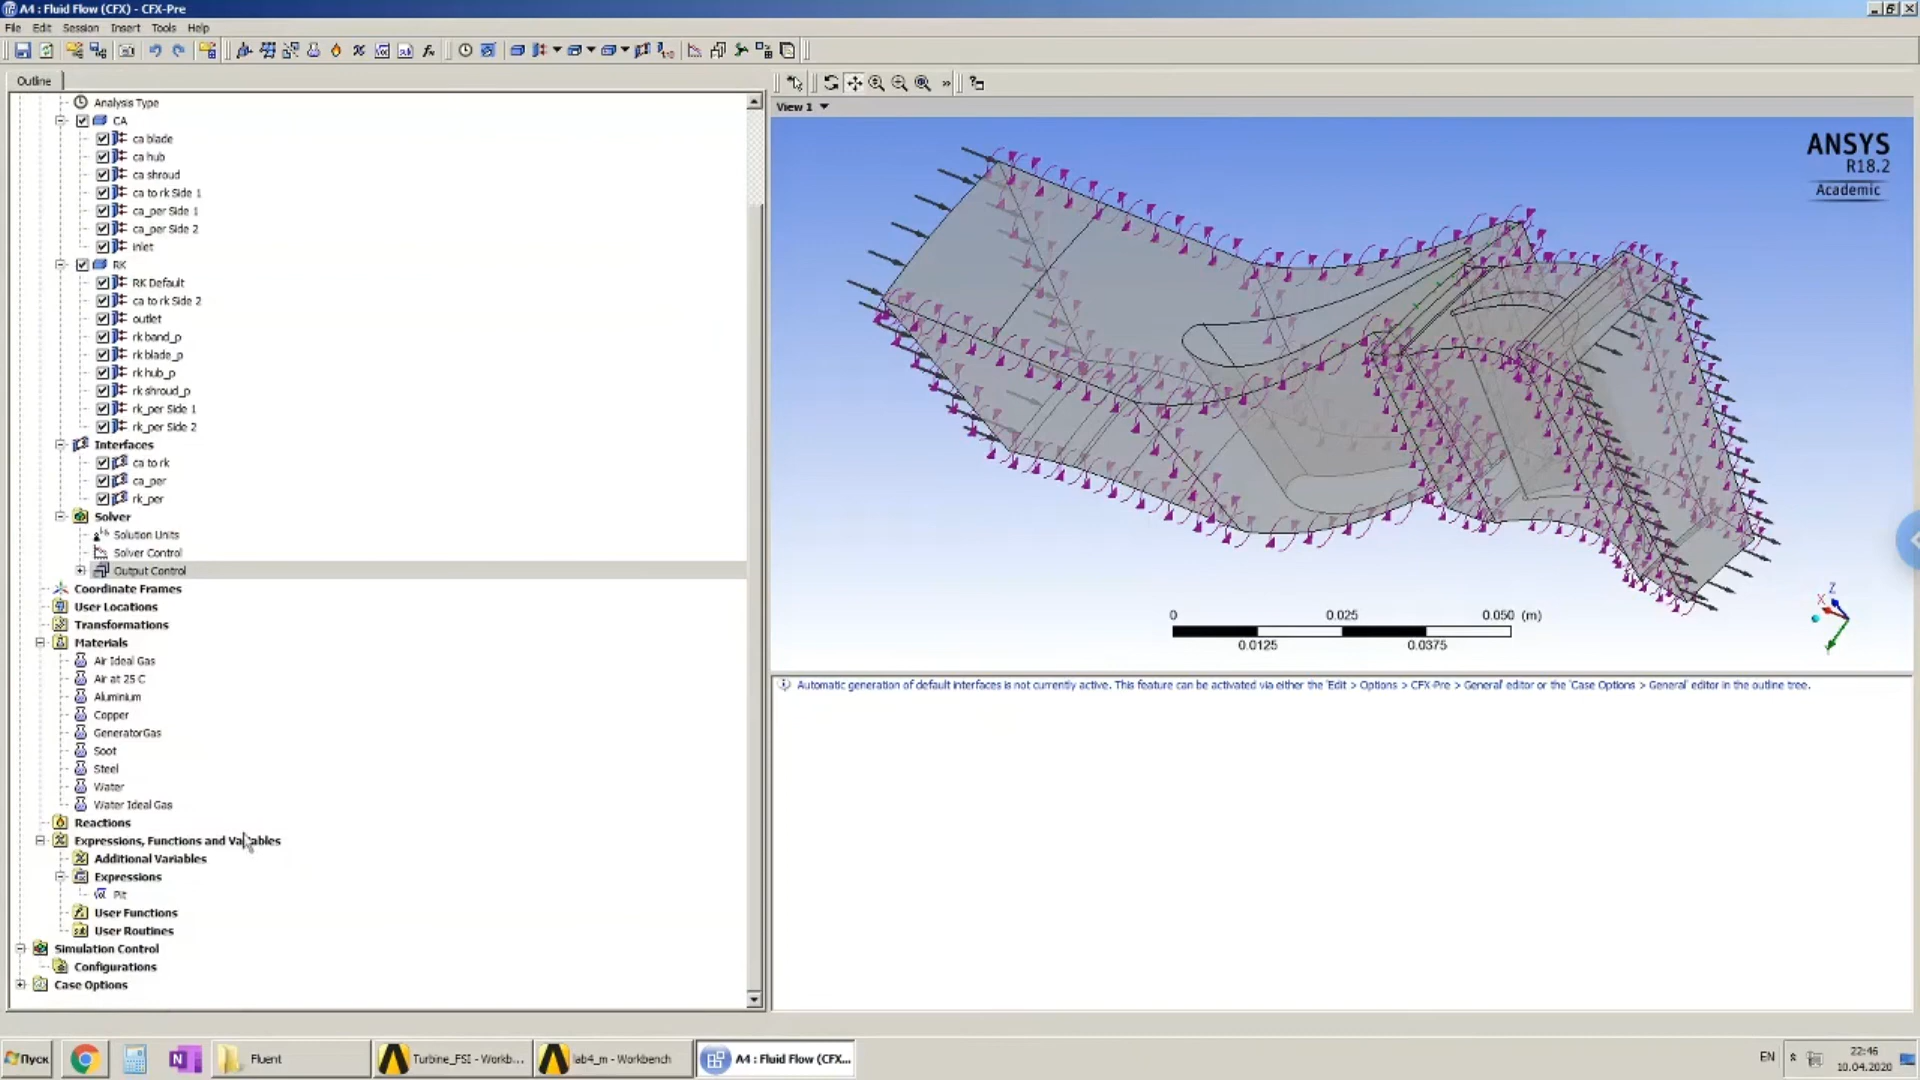 A4 : Fluid Flow (CFX) - CFX-Pre
File Edit Session Insert Tools Help
Outline
Analysis Type
CA
ca blade
ca hub
ca shroud
ca to rk Side 1
ca_per Side 1
ca_per Side 2
inlet
RK
RK Default
ca to rk Side 2
outlet
rk band_p
rk blade_p
rk hub_p
rk shroud_p
rk_per Side 1
rk_per Side 2
Interfaces
ca to rk
ca_per
rk_per
Solver
Solution Units
Solver Control
Output Control
Coordinate Frames
User Locations
Transformations
Materials
Air Ideal Gas
Air at 25 C
Aluminium
Copper
GeneratorGas
Soot
Steel
Water
Water Ideal Gas
Reactions
Expressions, Functions and Variables
Additional Variables
Expressions
User Functions
User Routines
Simulation Control
Configurations
Case Options
View 1
ANSYS
R18.2
Academic
0 0.025 0.050 (m)
0.0125 0.0375
Z
X
Automatic generation of default interfaces is not currently active. This feature can be activated via either the 'Edit > Options > CFX-Pre > General' editor or the 'Case Options > General' editor in the outline tree.
Пуск
Fluent
Turbine_FSI - Workb...
lab4_m - Workbench
A4 : Fluid Flow (CFX...
EN
22:46
10.04.2020